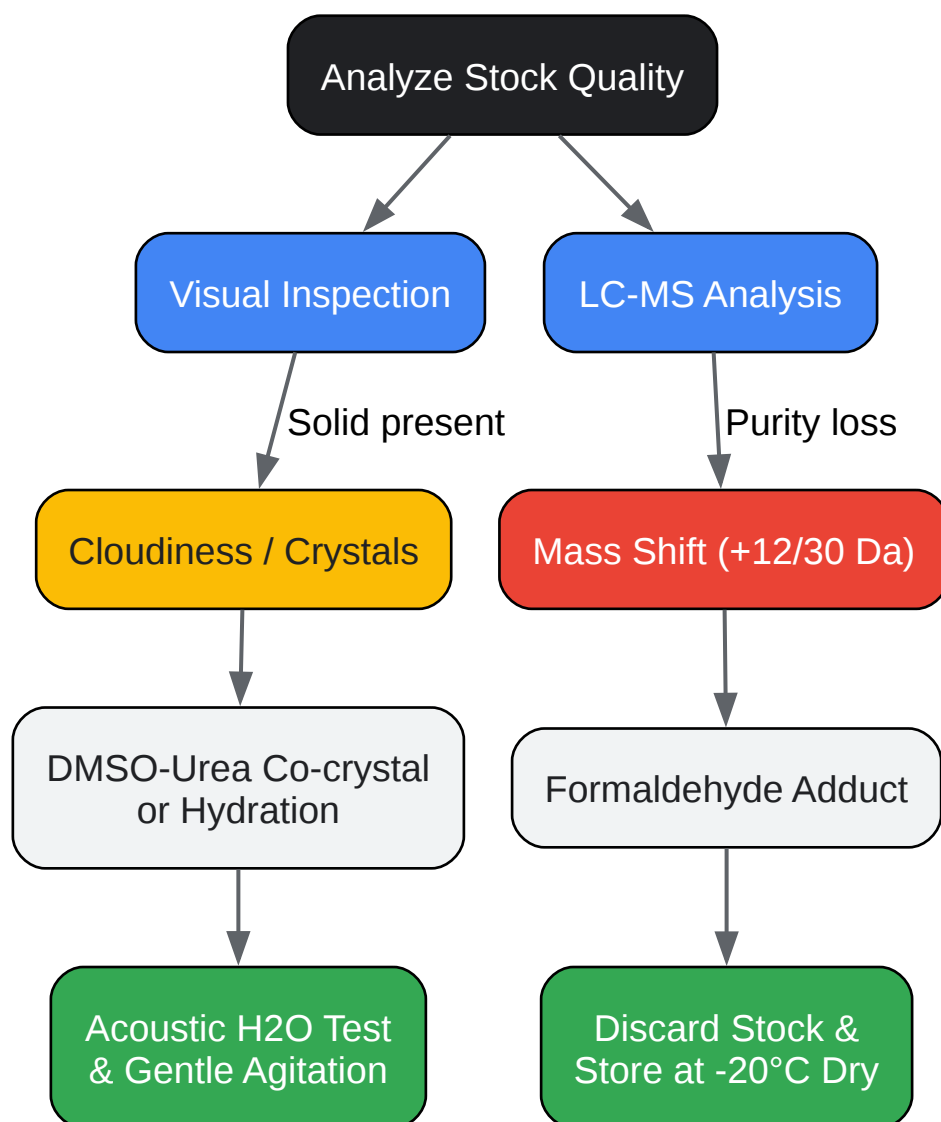 Analyze Stock Quality
Visual Inspection
LC-MS Analysis
Solid present
Purity loss
Cloudiness / Crystals
Mass Shift (+12/30 Da)
DMSO-Urea Co-crystal
or Hydration
Formaldehyde Adduct
Acoustic H2O Test
& Gentle Agitation
Discard Stock &
Store at -20°C Dry